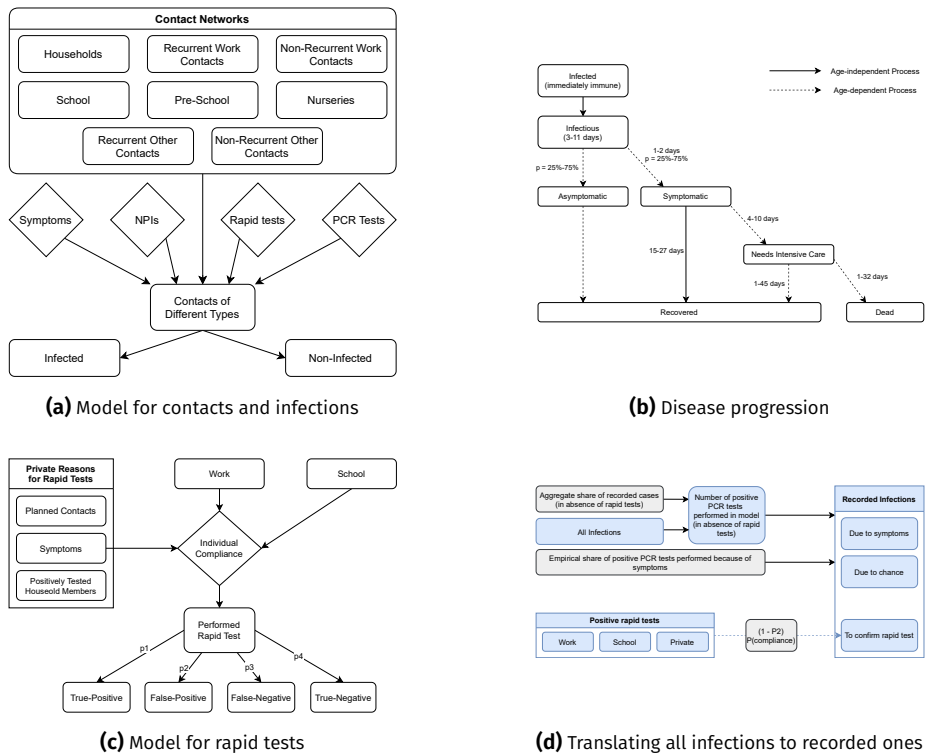 Contact Networks
Households
Recurrent Work
Contacts
Non-Recurrent Work
Contacts
School
Pre-School
Nurseries
Recurrent Other
Contacts
Non-Recurrent Other
Contacts
Symptoms
NPIs
Rapid tests
PCR Tests
Contacts of
Different Types
Infected
Non-Infected
(a) Model for contacts and infections
Infected
(immediately immune)
Age-independent Process
Age-dependent Process
Infectious
(3-11 days)
1-2 days
p = 25%-75%
p = 25%-75%
Asymptomatic
Symptomatic
4-10 days
15-27 days
Needs Intensive Care
1-45 days
1-32 days
Recovered
Dead
(b) Disease progression
Private Reasons
for Rapid Tests
Planned Contacts
Symptoms
Positively Tested
Houseold Members
Work
School
Individual
Compliance
Performed
Rapid Test
p1
p2
p3
p4
True-Positive
False-Positive
False-Negative
True-Negative
(c) Model for rapid tests
Aggregate share of recorded cases
(in absence of rapid tests)
All Infections
Number of positive
PCR tests
performed in model
(in absence of rapid
tests)
Empirical share of positive PCR tests performed because of
symptoms
Recorded Infections
Due to symptoms
Due to chance
To confirm rapid test
Positive rapid tests
Work
School
Private
(1 - P2)
P(compliance)
(d) Translating all infections to recorded ones